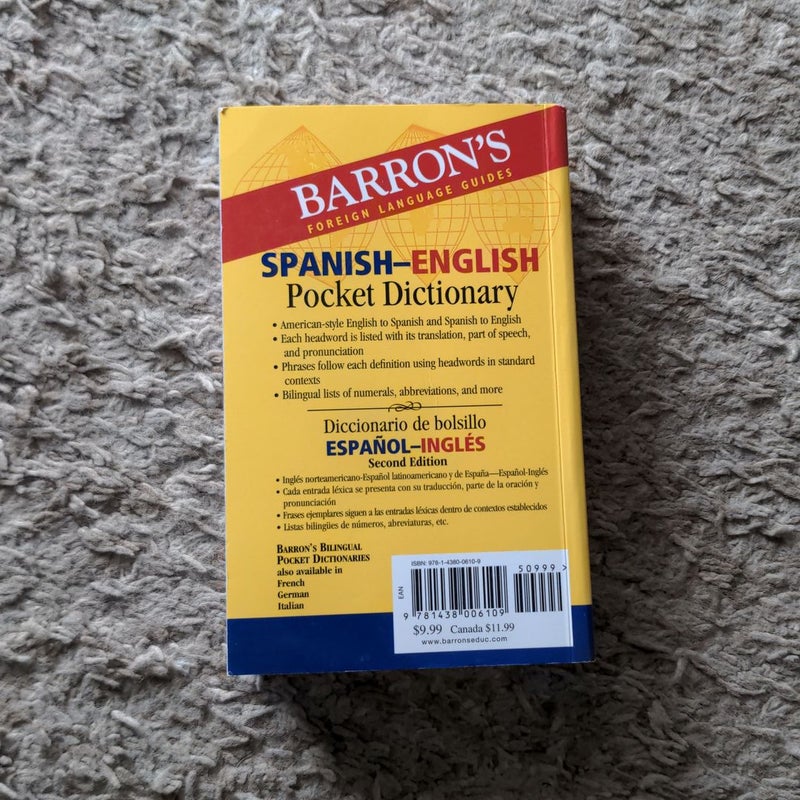 BARRON'S
FOREIGN LANGUAGE GUIDES
SPANISH–ENGLISH
Pocket Dictionary
• American-style English to Spanish and Spanish to English
• Each headword is listed with its translation, part of speech,
and pronunciation
• Phrases follow each definition using headwords in standard
contexts
• Bilingual lists of numerals, abbreviations, and more
Diccionario de bolsillo
ESPAÑOL–INGLÉS
Second Edition
• Inglés norteamericano-Español latinoamericano y de España—Español-Inglés
• Cada entrada léxica se presenta con su traducción, parte de la oración y
pronunciación
• Frases ejemplares siguen a las entradas léxicas dentro de contextos establecidos
• Listas bilingües de números, abreviaturas, etc.
BARRON'S BILINGUAL
POCKET DICTIONARIES
also available in
French
German
Italian
ISBN: 978-1-4380-0610-9
50999 >
EAN
9 781438 006109
$9.99 Canada $11.99
www.barronseduc.com